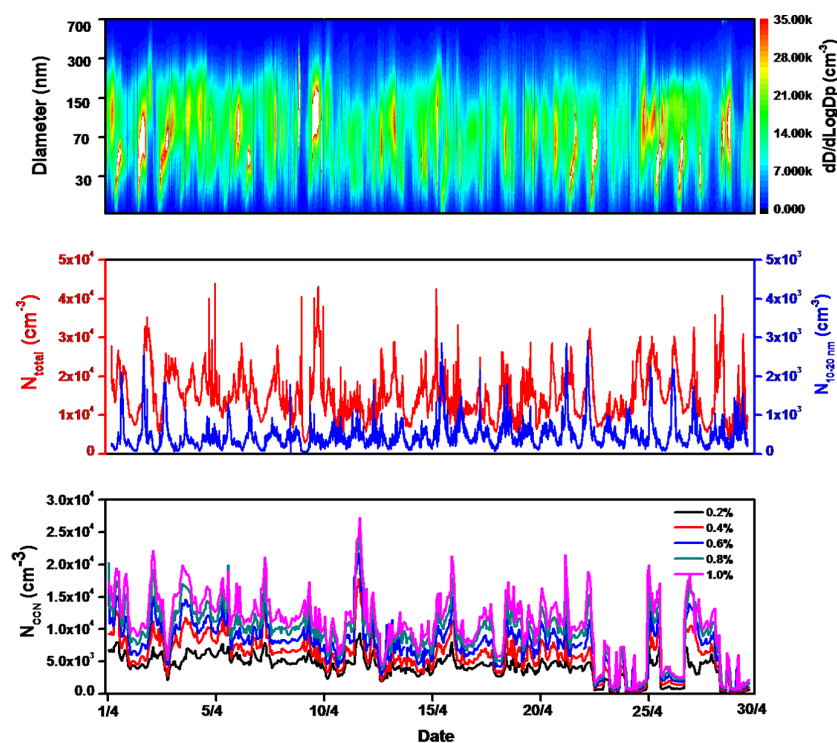 700
300
150
70
30
Diameter (nm)
35.00k
28.00k
21.00k
14.00k
7.000k
0.000
dD/dLogDp (cm⁻³)
5x10⁴
4x10⁴
3x10⁴
2x10⁴
1x10⁴
0
N_total (cm⁻³)
5x10³
4x10³
3x10³
2x10³
1x10³
0
N_10-20 nm (cm⁻³)
3.0x10⁴
2.5x10⁴
2.0x10⁴
1.5x10⁴
1.0x10⁴
5.0x10³
0.0
N_CCN (cm⁻³)
0.2%
0.4%
0.6%
0.8%
1.0%
1/4 5/4 10/4 15/4 20/4 25/4 30/4
Date